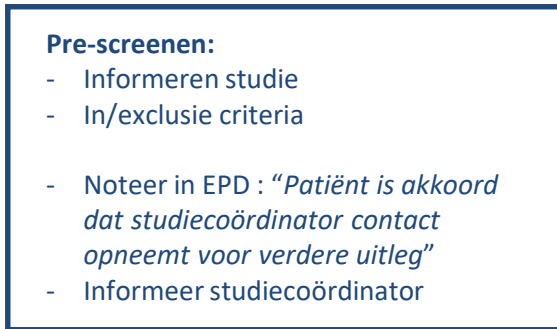 Pre-screenen:
- Informeren studie
- In/exclusie criteria
- Noteer in EPD : “Patiënt is akkoord
dat studiecoördinator contact
opneemt voor verdere uitleg”
- Informeer studiecoördinator